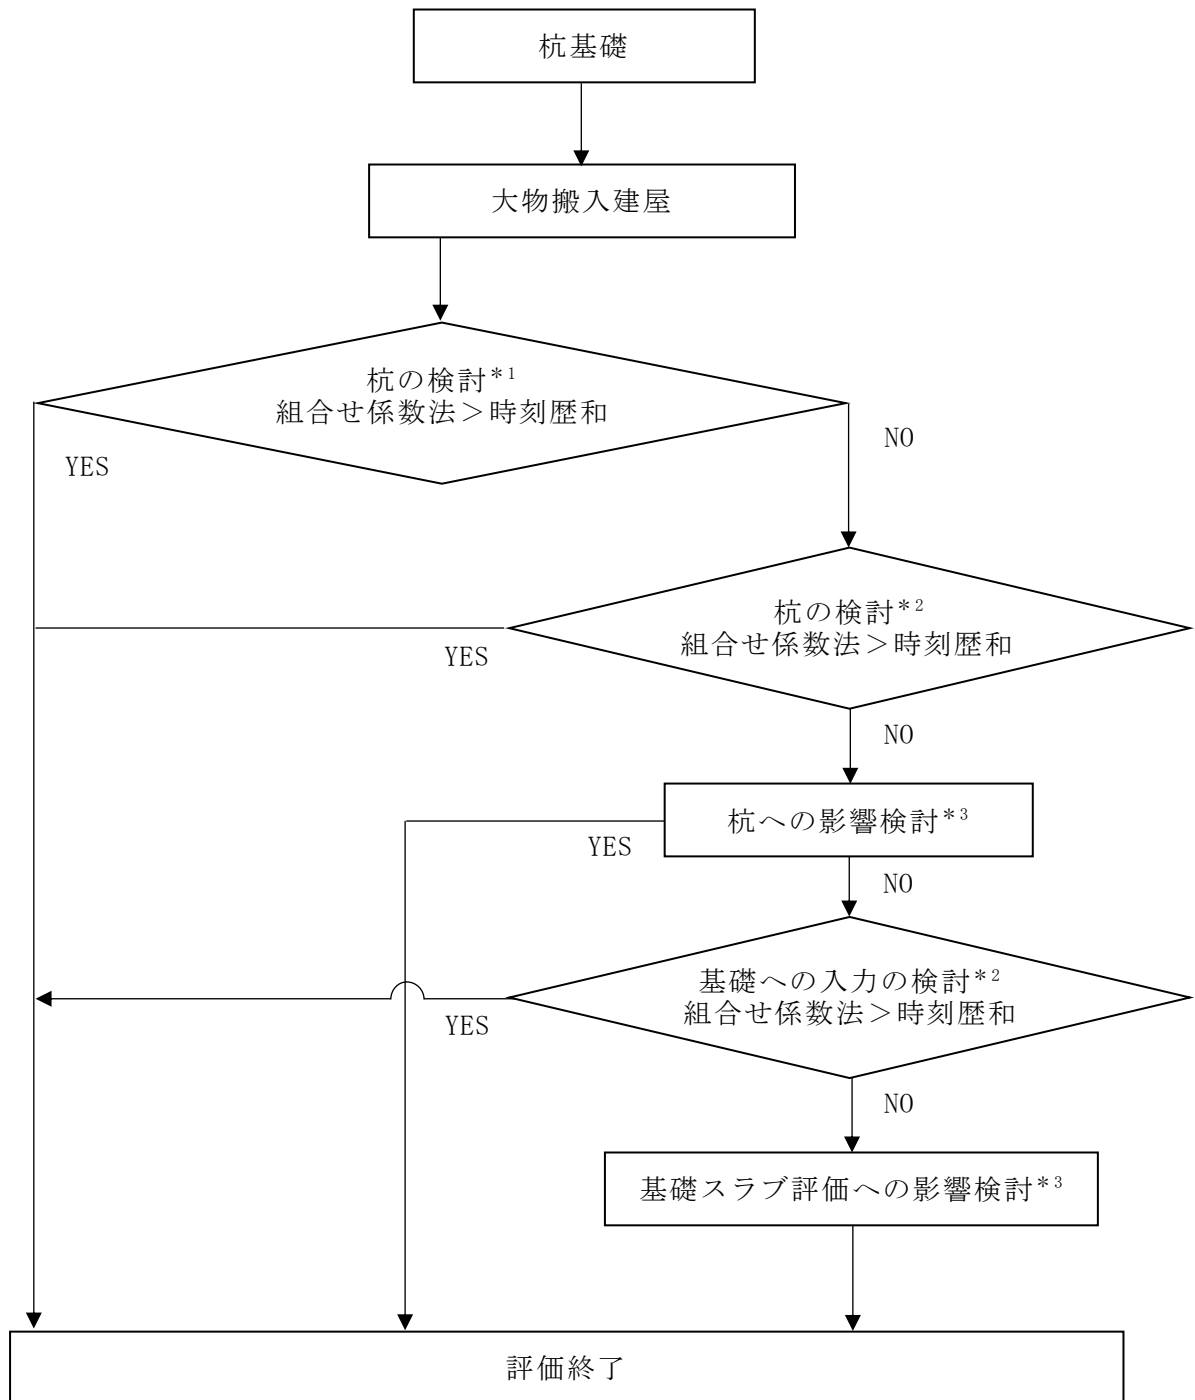 杭基礎
大物搬入建屋
杭の検討*1
組合せ係数法＞時刻歴和
YES
NO
杭の検討*2
組合せ係数法＞時刻歴和
YES
NO
杭への影響検討*3
YES
NO
基礎への入力の検討*2
組合せ係数法＞時刻歴和
YES
NO
基礎スラブ評価への影響検討*3
評価終了